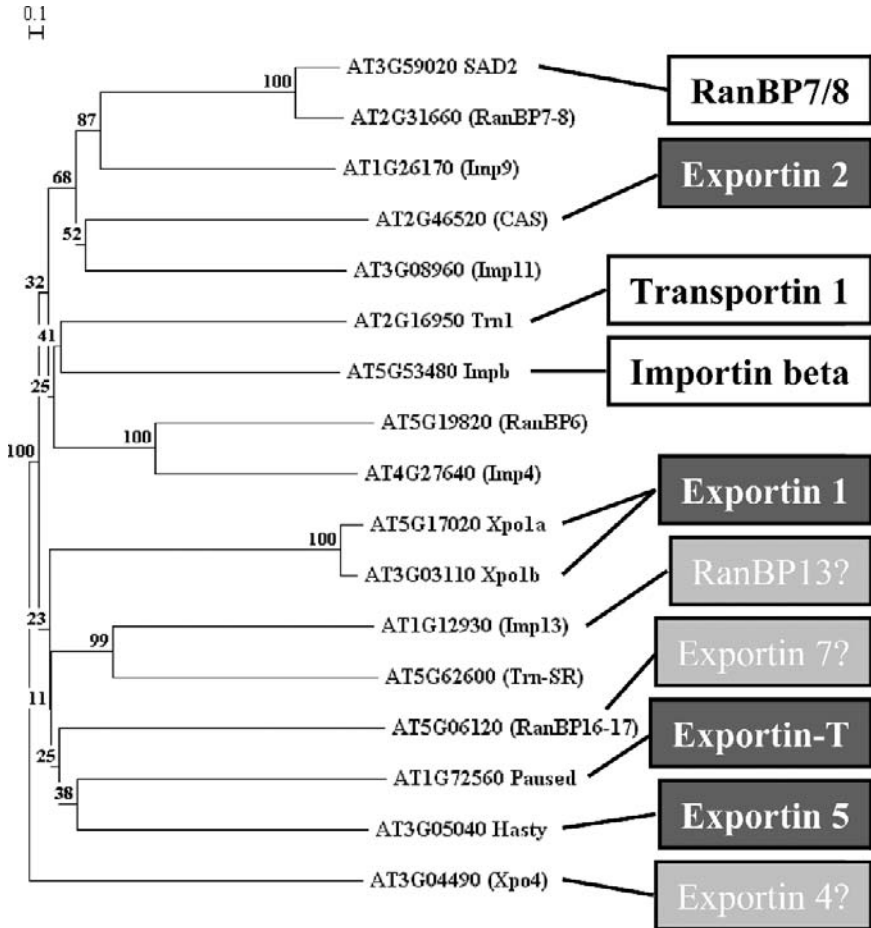 0.1
100
AT3G59020 SAD2
RanBP7/8
87
AT2G31660 (RanBP7-8)
AT1G26170 (Imp9)
Exportin 2
68
AT2G46520 (CAS)
52
AT3G08960 (Imp11)
32
Transportin 1
AT2G16950 Trn1
41
AT5G53480 Impb
Importin beta
25
AT5G19820 (RanBP6)
100
100
AT4G27640 (Imp4)
Exportin 1
AT5G17020 Xpo1a
100
AT3G03110 Xpo1b
RanBP13?
23
AT1G12930 (Imp13)
99
Exportin 7?
AT5G62600 (Trn-SR)
11
AT5G06120 (RanBP16-17)
Exportin-T
25
AT1G72560 Paused
38
AT3G05040 Hasty
Exportin 5
AT3G04490 (Xpo4)
Exportin 4?